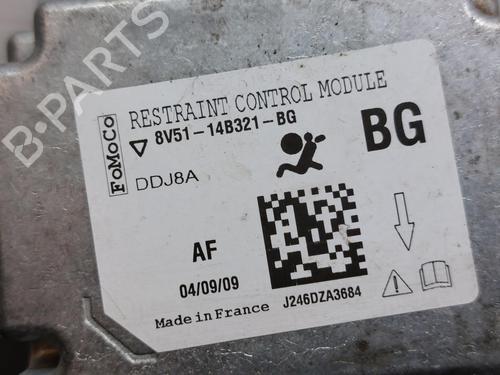 B-PARTS
FoMoCo
RESTRAINT CONTROL MODULE
8V51-14B321-BG
BG
DDJ8A
AF
04/09/09
Made in France
J246DZA3684